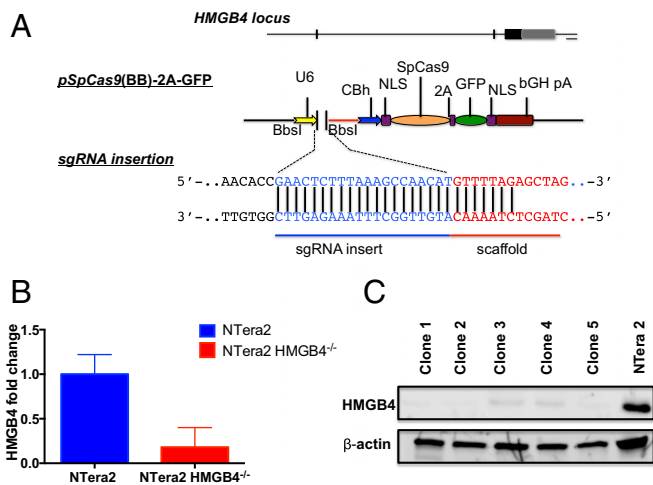 A
HMGB4 locus
pSpCas9(BB)-2A-GFP
U6
CBh
NLS
SpCas9
2A
GFP
NLS
bGH pA
BbsI
BbsI
sgRNA insertion
5’-..AACACCGAACTCTTTAAAGCCAACATGTTTTAGAGCTAG..-3’
3’-..TTGTGGCTTGAGAAATTTCGGTTGTACAAAATCTCGATC..-5’
sgRNA insert
scaffold
B
HMGB4 fold change
1.5
1.0
0.5
0.0
NTera2
NTera2 HMGB4-/-
NTera2
NTera2 HMGB4-/-
C
Clone 1
Clone 2
Clone 3
Clone 4
Clone 5
NTera 2
HMGB4
β-actin